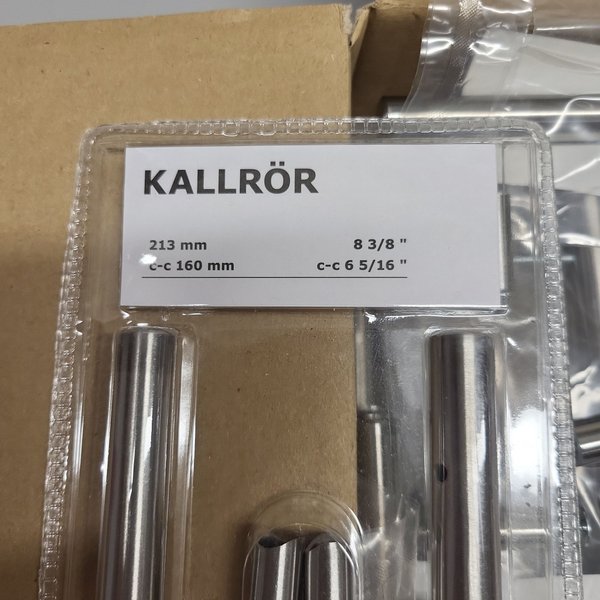 KALLRÖR
213 mm 8 3/8 "
c-c 160 mm c-c 6 5/16 "